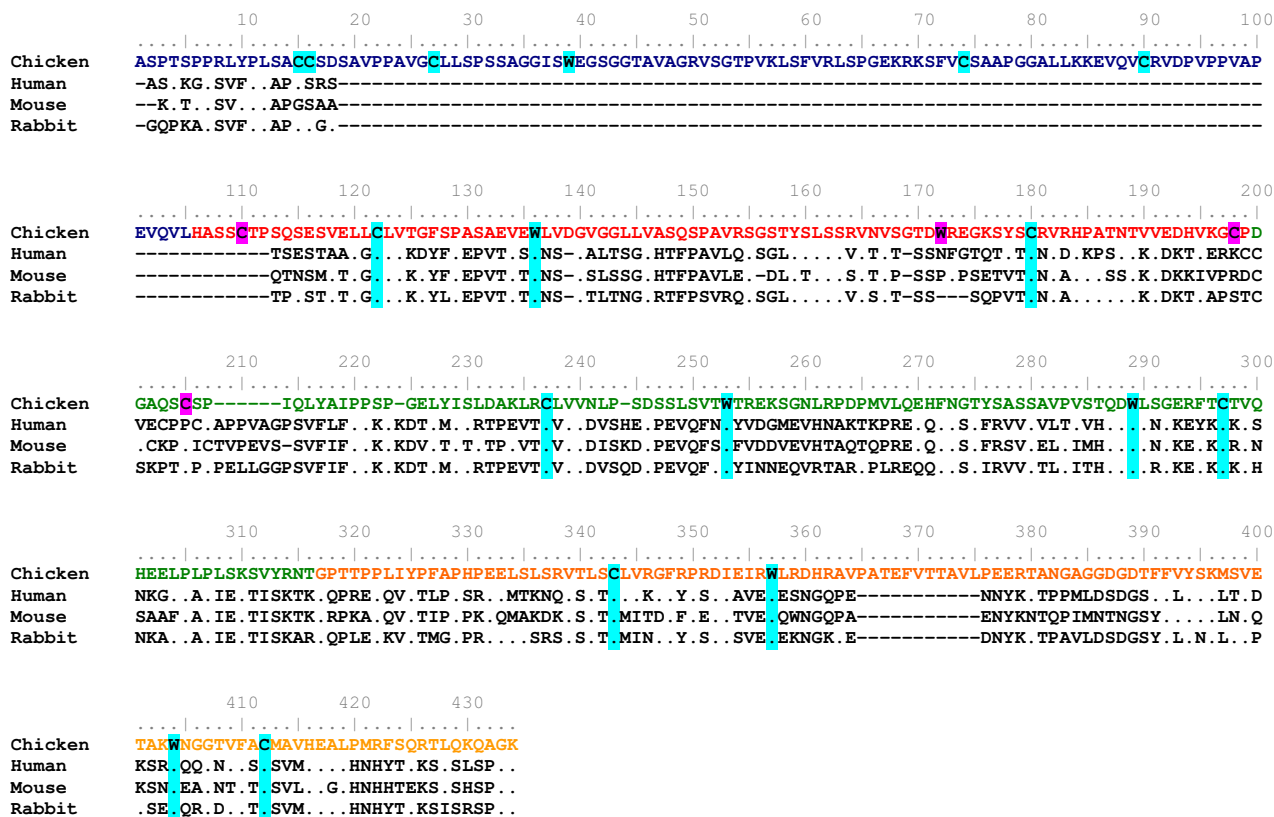 10 20 30 40 50 60 70 80 90 100
....|....|....|....|....|....|....|....|....|....|....|....|....|....|....|....|....|....|....|....|
Chicken ASPTSPPRLYPLSACCSDSAVPPAVGCLLSPSSAGGISWEGSGGTAVAGRVSGTPVKLSFVRLSPGEKRKSFVCSAAPGGALLKKEVQVCRVDPVPPVAP
Human -AS.KG.SVF..AP.SRS----------------------------------------------------------------------------------
Mouse --K.T..SV...APGSAA----------------------------------------------------------------------------------
Rabbit -GQPKA.SVF..AP..G.----------------------------------------------------------------------------------
110 120 130 140 150 160 170 180 190 200
....|....|....|....|....|....|....|....|....|....|....|....|....|....|....|....|....|....|....|....|
Chicken EVQVLHASSCTPSQSESVELLCLVTGFSPASAEVEWLVDGVGGLLVASQSPAVRSGSTYSLSSRVNVSGTDWREGKSYSCRVRHPATNTVVEDHVKGCPD
Human ------------TSESTAA.G...KDYF.EPVT.S.NS-.ALTSG.HTFPAVLQ.SGL.....V.T.T-SSNFGTQT.T.N.D.KPS..K.DKT.ERKCC
Mouse ------------QTNSM.T.G...K.YF.EPVT.T.NS-.SLSSG.HTFPAVLE.-DL.T....S.T.P-SSP.PSETVT.N.A...SS.K.DKKIVPRDC
Rabbit ------------TP.ST.T.G...K.YL.EPVT.T.NS-.TLTNG.RTFPSVRQ.SGL.....V.S.T-SS---SQPVT.N.A......K.DKT.APSTC
210 220 230 240 250 260 270 280 290 300
....|....|....|....|....|....|....|....|....|....|....|....|....|....|....|....|....|....|....|....|
Chicken GAQSCSP------IQLYAIPPSP-GELYISLDAKLRCLVVNLP-SDSSLSVTWTREKSGNLRPDPMVLQEHFNGTYSASSAVPVSTQDWLSGERFTCTVQ
Human VECPPC.APPVAGPSVFLF..K.KDT.M..RTPEVT.V..DVSHE.PEVQFN.YVDGMEVHNAKTKPRE.Q..S.FRVV.VLT.VH...N.KEYK.K.S
Mouse .CKP.ICTVPEVS-SVFIF..K.KDV.T.T.TP.VT.V..DISKD.PEVQFS.FVDDVEVHTAQTQPRE.Q..S.FRSV.ELIMH...N.KE.K.R.N
Rabbit SKPT.P.PELLGGPSVFIF..K.KDT.M..RTPEVT.V..DVSQD.PEVQF..YINNEQVRTAR.PLREQQ..S.IRVV.TL.ITH...R.KE.K.K.H
310 320 330 340 350 360 370 380 390 400
....|....|....|....|....|....|....|....|....|....|....|....|....|....|....|....|....|....|....|....|
Chicken HEELPLPLSKSVYRNTGPTTPPLIYPFAPHPEELSLSRVTLSCLVRGFRPRDIEIRWLRDHRAVPATEFVTTAVLPEERTANGAGGDGDTFFVYSKMSVE
Human NKG..A.IE.TISKTK.QPRE.QV.TLP.SR..MTKNQ.S.T...K..Y.S..AVE.ESNGQPE-----------NNYK.TPPMLDSDGS..L...LT.D
Mouse SAAF.A.IE.TISKTK.RPKA.QV.TIP.PK.QMAKDK.S.T.MITD.F.E..TVE.QWNGQPA-----------ENYKNTQPIMNTNGSY.....LN.Q
Rabbit NKA..A.IE.TISKAR.QPLE.KV.TMG.PR....SRS.S.T.MIN..Y.S..SVE.EKNGK.E-----------DNYK.TPAVLDSDGSY.L.N.L..P
410 420 430
....|....|....|....|....|....|....
Chicken TAKWNGGTVFACMAVHEALPMRFSQRTLQKQAGK
Human KSR.QQ.N..S.SVM....HNHYT.KS.SLSP..
Mouse KSN.EA.NT.T.SVL..G.HNHHTEKS.SHSP..
Rabbit .SE.QR.D..T.SVM....HNHYT.KSISRSP..